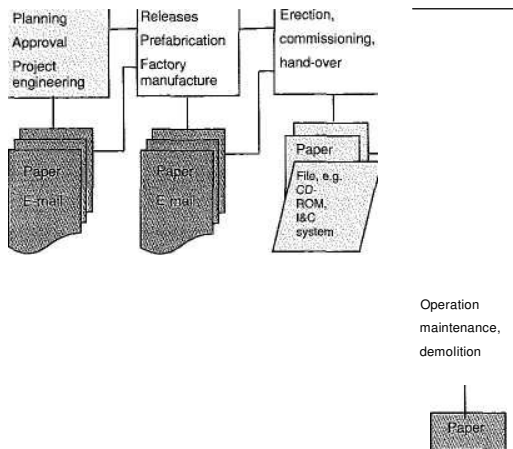 Planning
Approval
Project
engineering
Releases
Prefabrication
Factory
manufacture
Erection,
commissioning,
hand-over
Paper
E-mail
Paper
E-mail
Paper
File, e.g.
CD-
ROM,
I&C
system
Operation
maintenance,
demolition
Paper